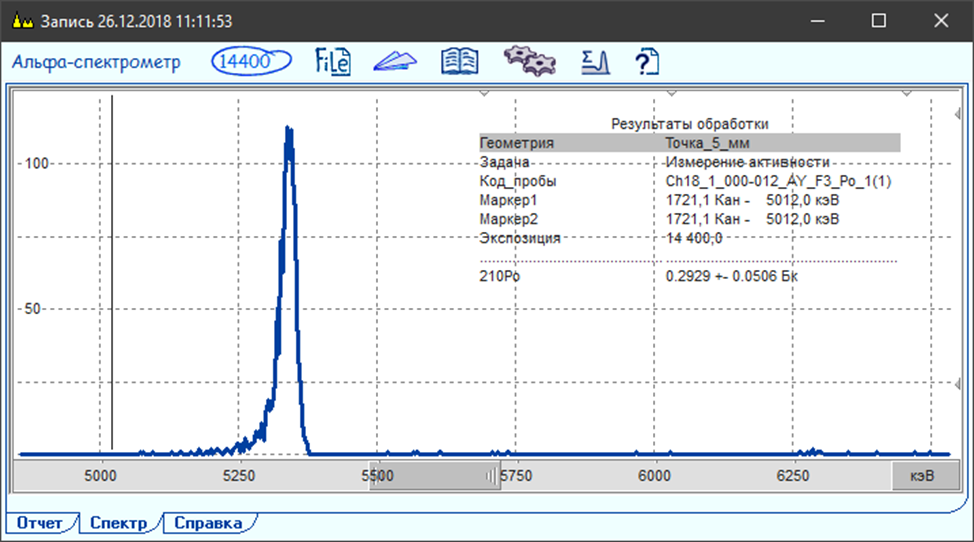 Запись 26.12.2018 11:11:53
Альфа-спектрометр 14400 FiLe
Результаты обработки
Геометрия Точка_5_мм
Задача Измерение активности
Код_пробы Ch18_1_000-012_AY_F3_Po_1(1)
Маркер1 1721,1 Кан - 5012,0 кэВ
Маркер2 1721,1 Кан - 5012,0 кэВ
Экспозиция 14 400,0
210Po 0.2929 +- 0.0506 Бк
100
50
5000 5250 5500 5750 6000 6250 кэВ
Отчет Спектр Справка